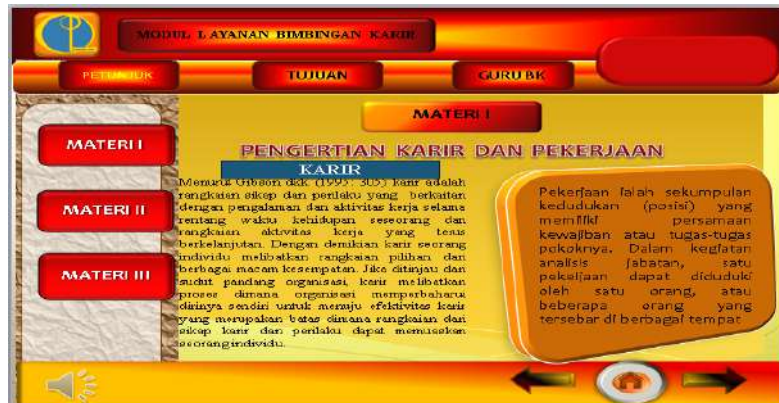 MODUL LAYANAN BIMBINGAN KARIR
PETUNJUK
TUJUAN
GURU BK
MATERI I
MATERI II
MATERI III
MATERI I
PENGERTIAN KARIR DAN PEKERJAAN
KARIR
Menurut Gibson dkk (1995: 305) karir adalah
rangkaian sikap dan perilaku yang berkaitan
dengan pengalaman dan aktivitas kerja selama
rentang waktu kehidupan seseorang dan
rangkaian aktivitas kerja yang terus
berkelanjutan. Dengan demikian karir seorang
individu melibatkan rangkaian pilihan dari
berbagai macam kesempatan. Jika ditinjau dari
sudut pandang organisasi, karir melibatkan
proses dimana organisasi memperbaharui
dirinya sendiri untuk menuju efektivitas karir
yang merupakan batas dimana rangkaian dari
sikap karir dan perilaku dapat memuaskan
seorang individu.
Pekerjaan ialah sekumpulan
kedudukan (posisi) yang
memiliki persamaan
kewajiban atau tugas-tugas
pokoknya. Dalam kegiatan
analisis jabatan, satu
pekerjaan dapat diduduki
oleh satu orang, atau
beberapa orang yang
tersebar di berbagai tempat